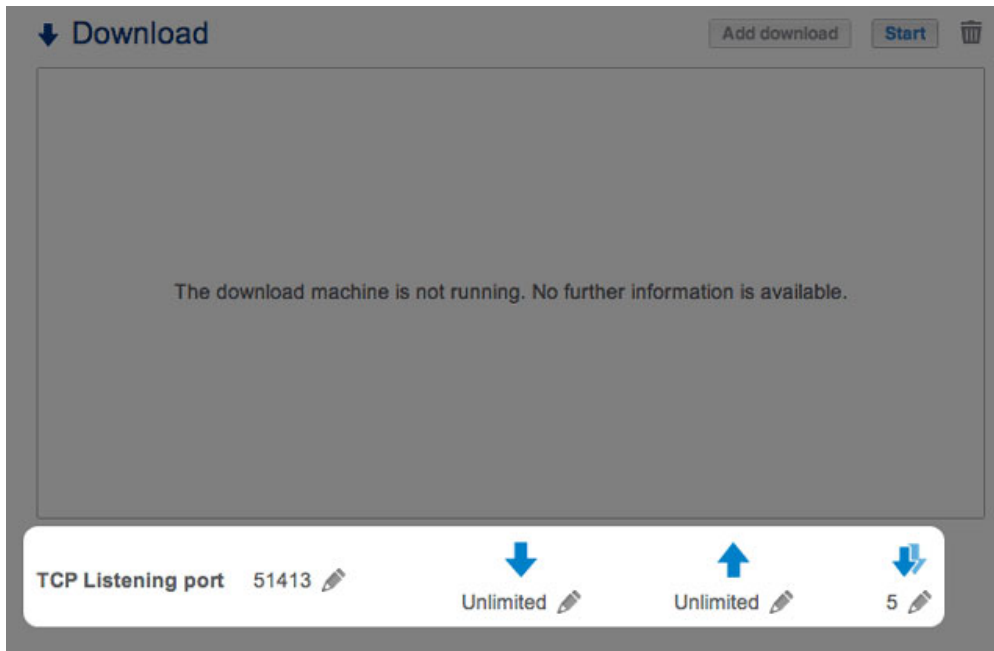 Download
Add download
Start
The download machine is not running. No further information is available.
TCP Listening port 51413
Unlimited
Unlimited
5